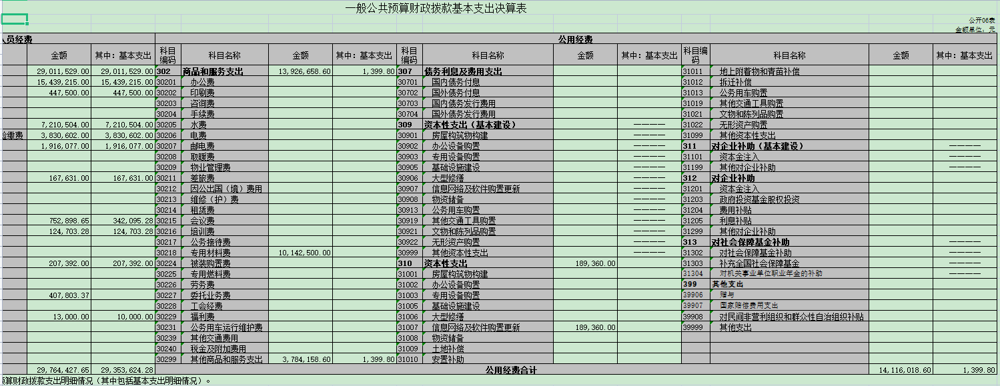 一般公共预算财政拨款基本支出决算表
公开06表
金额单位：元
人员经费 公用经费
金额 其中：基本支出 科目编码 科目名称 金额 其中：基本支出 科目编码 科目名称 金额 其中：基本支出 科目编码 科目名称 金额 其中：基本支出
29,011,529.00 29,011,529.00 302 商品和服务支出 13,926,658.60 1,399.80 307 债务利息及费用支出 31011 地上附着物和青苗补偿
15,439,215.00 15,439,215.00 30201 办公费 30701 国内债务付息 31012 拆迁补偿
447,500.00 447,500.00 30202 印刷费 30702 国外债务付息 31013 公务用车购置
30203 咨询费 30703 国内债务发行费用 31019 其他交通工具购置
30204 手续费 30704 国外债务发行费用 31021 文物和陈列品购置
7,210,504.00 7,210,504.00 30205 水费 309 资本性支出（基本建设） ———— 31022 无形资产购置
险缴费 3,830,602.00 3,830,602.00 30206 电费 30901 房屋构筑物购建 ———— 31099 其他资本性支出
1,916,077.00 1,916,077.00 30207 邮电费 30902 办公设备购置 ———— 311 对企业补助（基本建设） ————
30208 取暖费 30903 专用设备购置 ———— 31101 资本金注入 ————
30209 物业管理费 30905 基础设施建设 ———— 31199 其他对企业补助 ————
167,631.00 167,631.00 30211 差旅费 30906 大型修缮 ———— 312 对企业补助
30212 因公出国（境）费用 30907 信息网络及软件购置更新 ———— 31201 资本金注入
30213 维修（护）费 30908 物资储备 ———— 31203 政府投资基金股权投资
30214 租赁费 30913 公务用车购置 ———— 31204 费用补贴
752,898.65 342,095.28 30215 会议费 30919 其他交通工具购置 ———— 31205 利息补贴
124,703.28 124,703.28 30216 培训费 30921 文物和陈列品购置 ———— 31299 其他对企业补助
30217 公务接待费 30922 无形资产购置 ———— 313 对社会保障基金补助 ————
30218 专用材料费 10,142,500.00 30999 其他资本性支出 ———— 31302 对社会保障基金补助 ————
207,392.00 207,392.00 30224 被装购置费 310 资本性支出 189,360.00 31303 补充全国社会保障基金 ————
30225 专用燃料费 31001 房屋构筑物购建 31304 对机关事业单位职业年金的补助 ————
30226 劳务费 31002 办公设备购置 399 其他支出
407,803.37 30227 委托业务费 31003 专用设备购置 39906 赠与
30228 工会经费 31005 基础设施建设 39907 国家赔偿费用支出
13,000.00 10,000.00 30229 福利费 31006 大型修缮 39908 对民间非营利组织和群众性自治组织补贴
30231 公务用车运行维护费 31007 信息网络及软件购置更新 189,360.00 39999 其他支出
30239 其他交通费用 31008 物资储备
30240 税金及附加费用 31009 土地补偿
30299 其他商品和服务支出 3,784,158.60 1,399.80 31010 安置补助
29,764,427.65 29,353,624.28 公用经费合计 14,116,018.60 1,399.80
预算财政拨款支出明细情况（其中包括基本支出明细情况）。